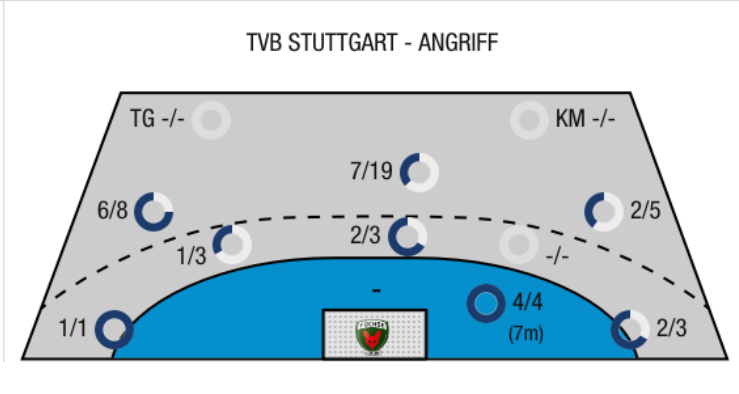 TVB STUTTGART - ANGRIFF
TG -/-
KM -/-
7/19
6/8
2/5
2/3
1/3
-/-
-
4/4
(7m)
1/1
2/3
FÜCHSE